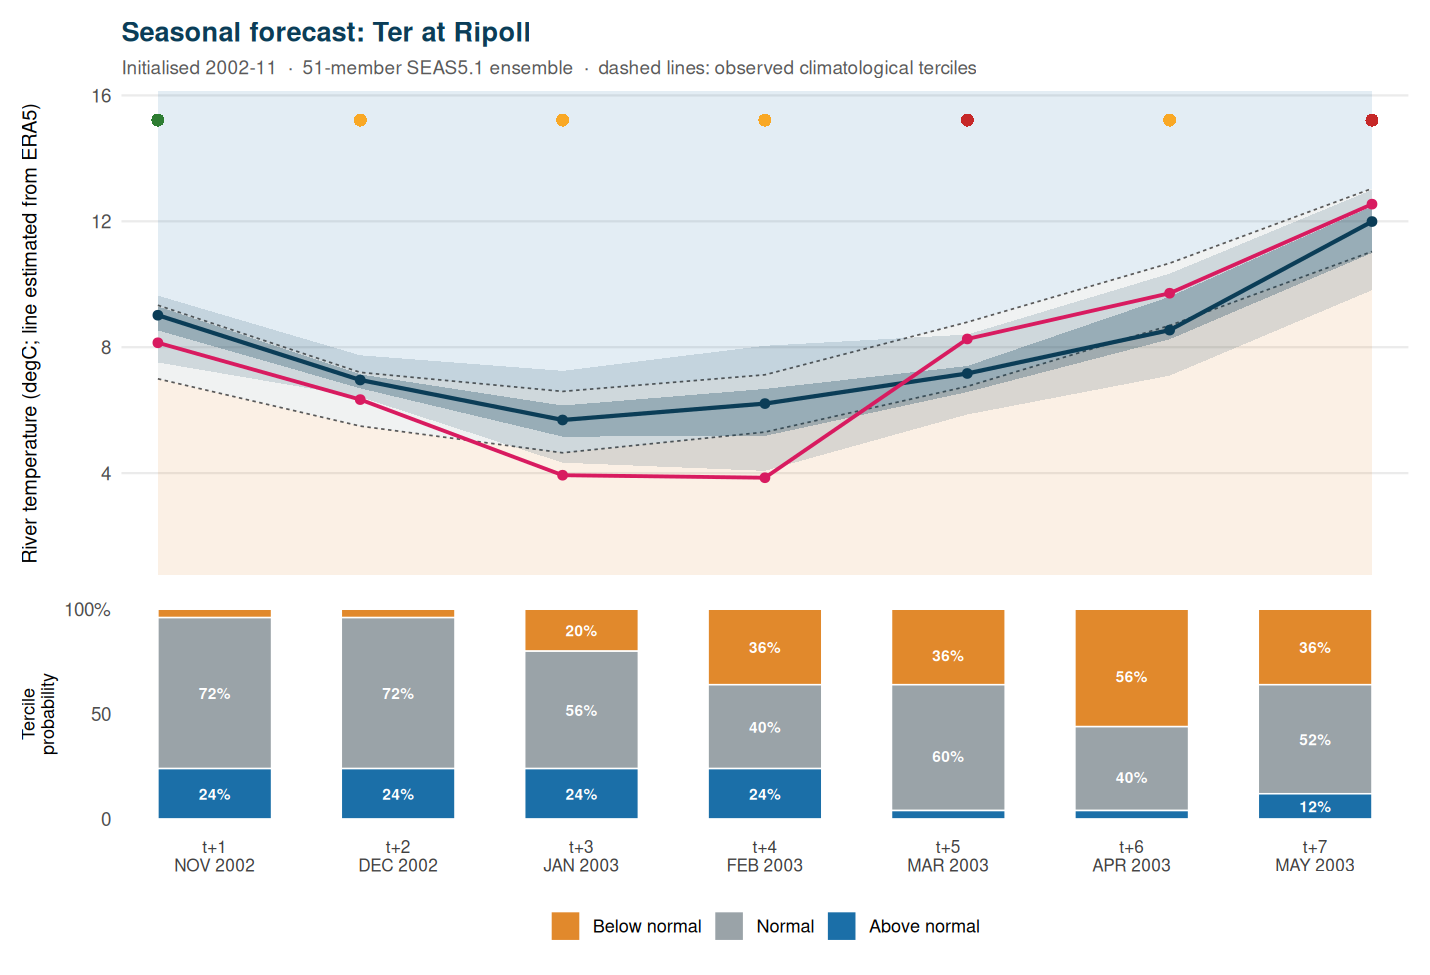 Seasonal forecast: Ter at Ripoll
Initialised 2002-11 · 51-member SEAS5.1 ensemble · dashed lines: observed climatological terciles
River temperature (degC; line estimated from ERA5)
16
12
8
4
Tercile
probability
100%
50
0
20%
36%
36%
56%
36%
72%
72%
56%
40%
60%
40%
52%
24%
24%
24%
24%
12%
t+1
NOV 2002
t+2
DEC 2002
t+3
JAN 2003
t+4
FEB 2003
t+5
MAR 2003
t+6
APR 2003
t+7
MAY 2003
Below normal
Normal
Above normal